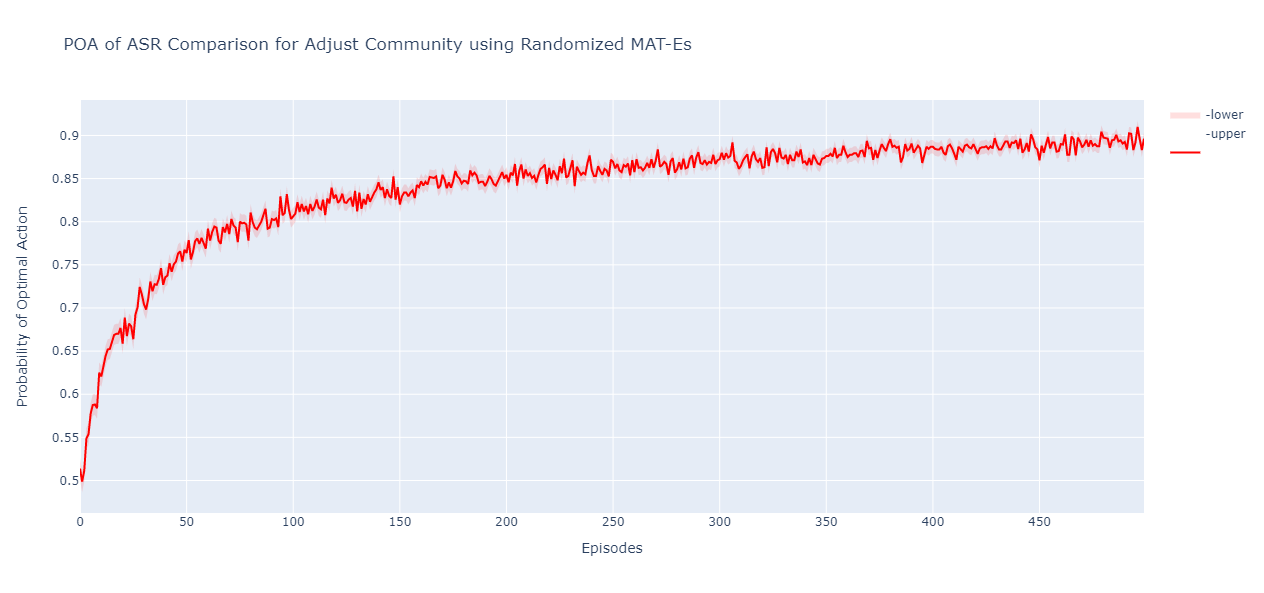 POA of ASR Comparison for Adjust Community using Randomized MAT-Es
-lower
-upper
Probability of Optimal Action
0.9
0.85
0.8
0.75
0.7
0.65
0.6
0.55
0.5
0 50 100 150 200 250 300 350 400 450
Episodes